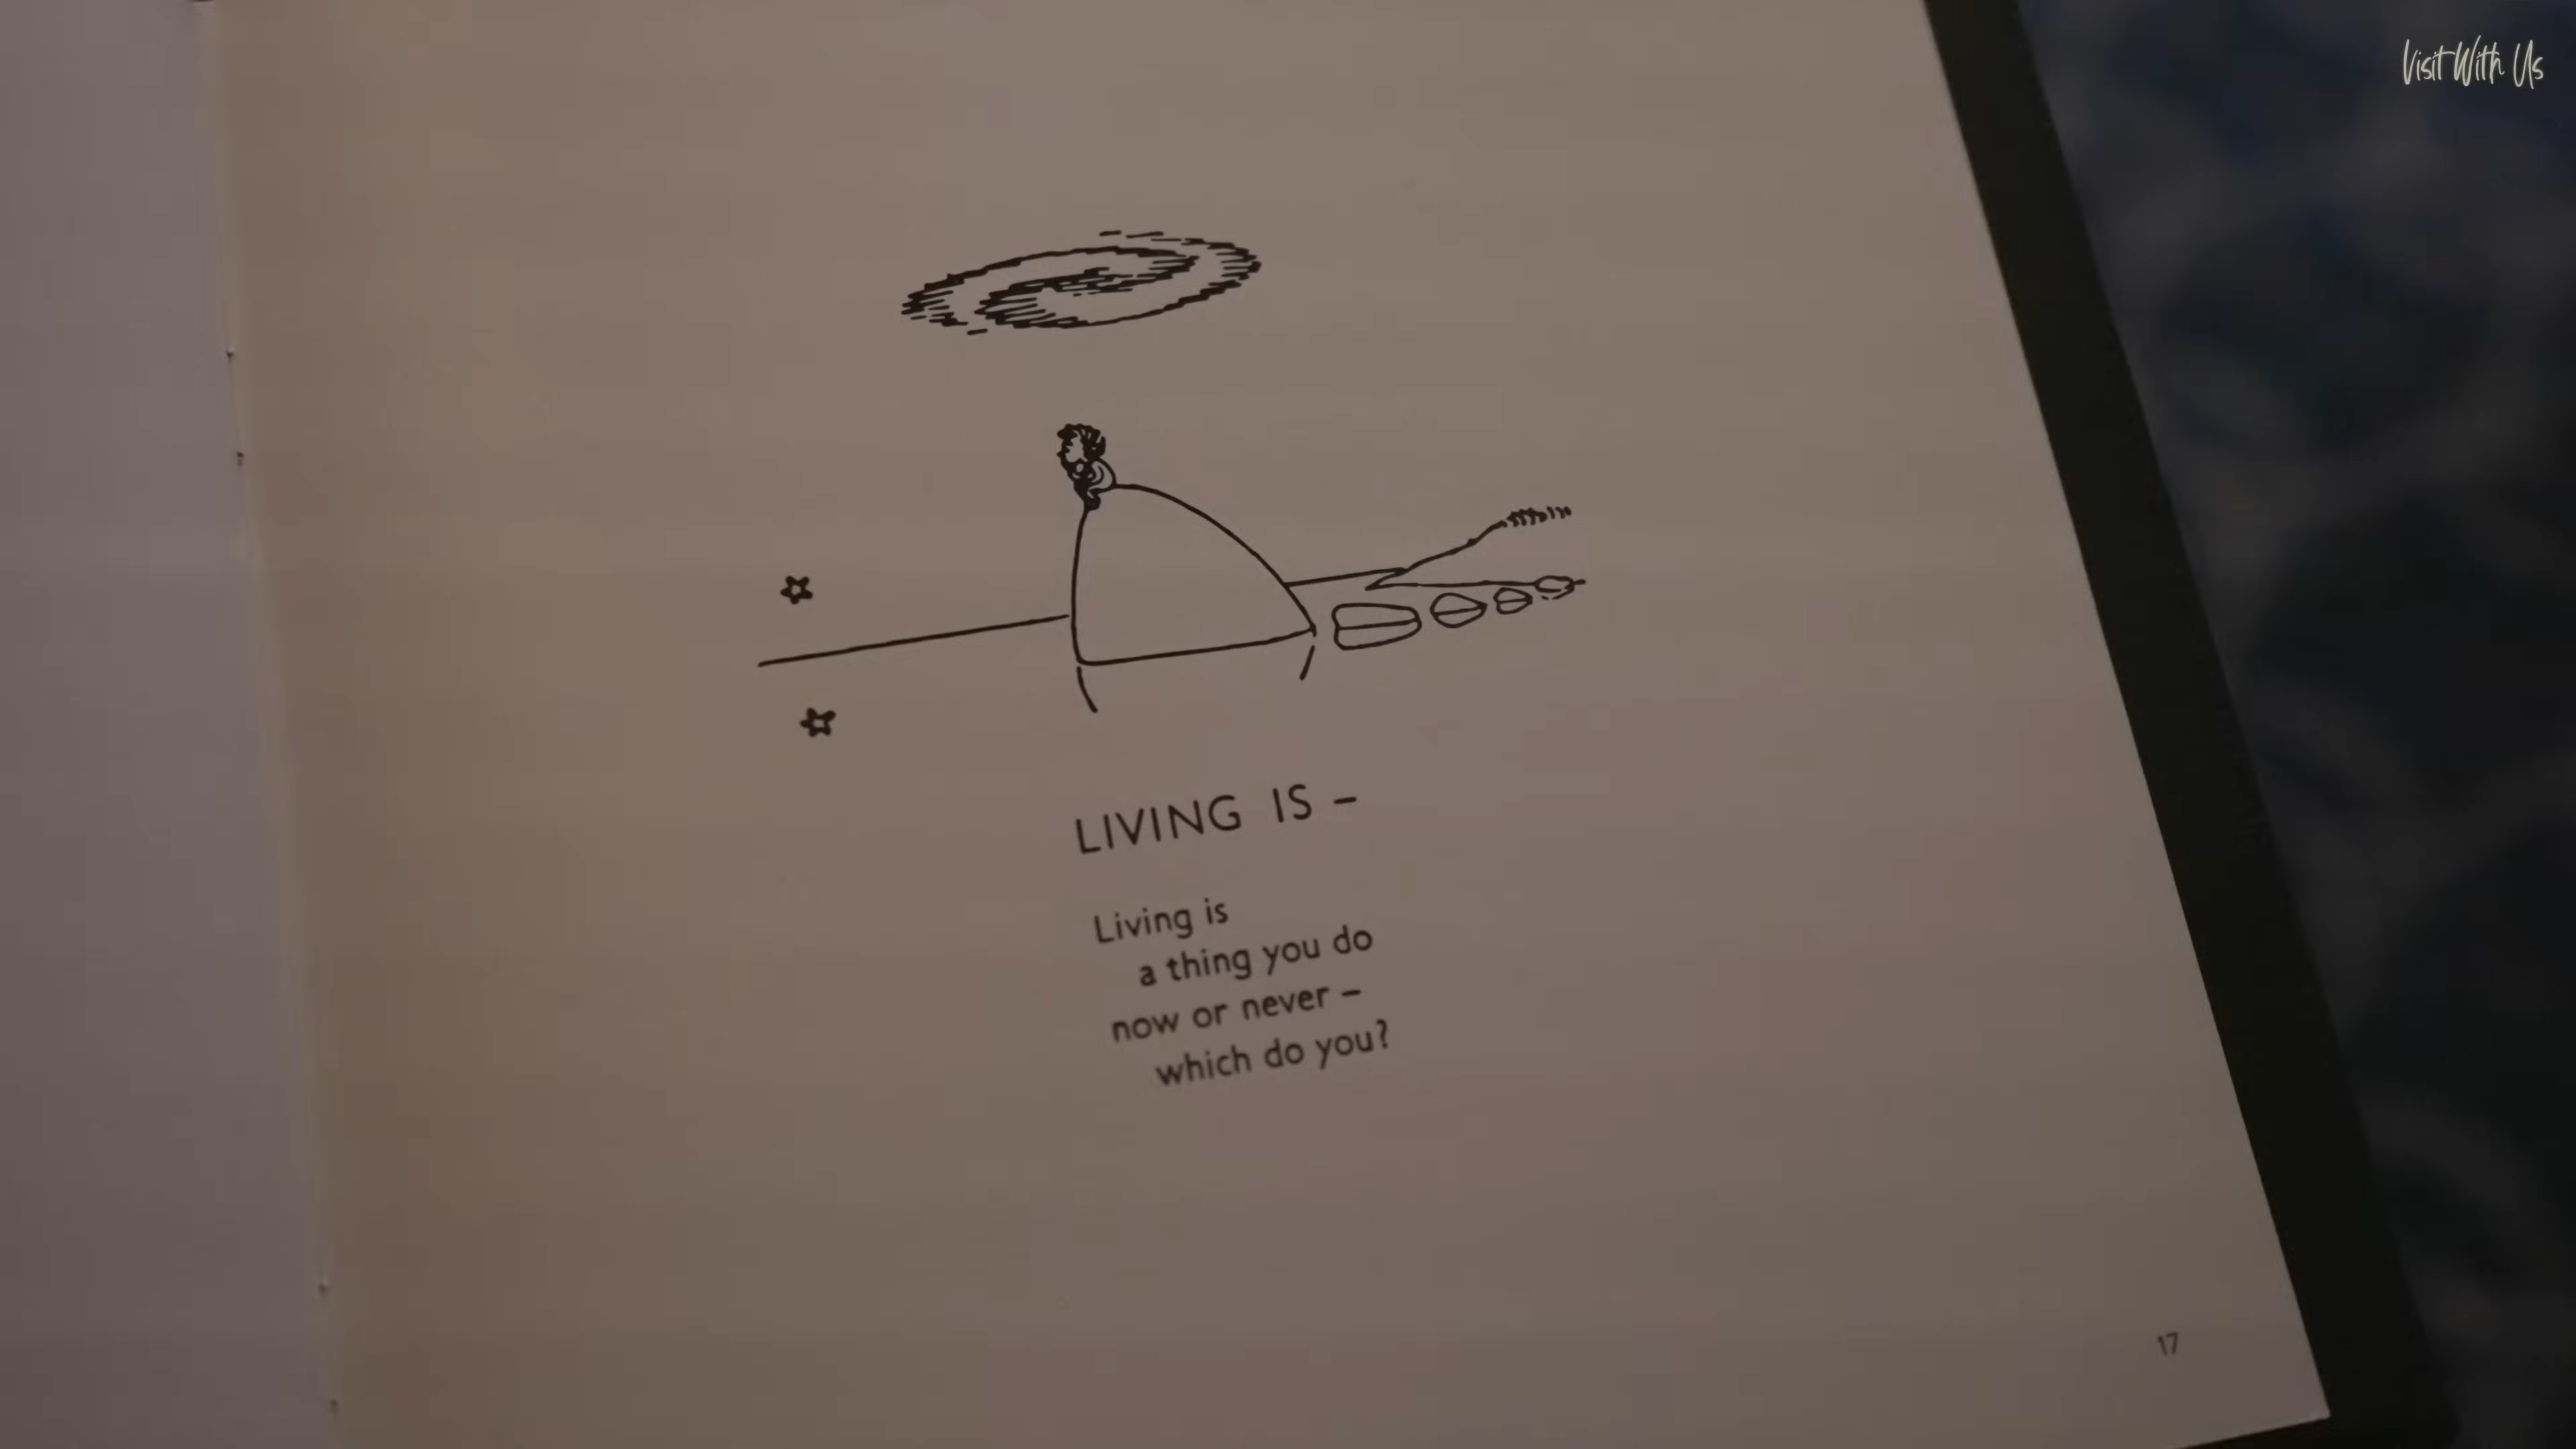 Visit With Us
LIVING IS –
Living is
a thing you do
now or never –
which do you?
17